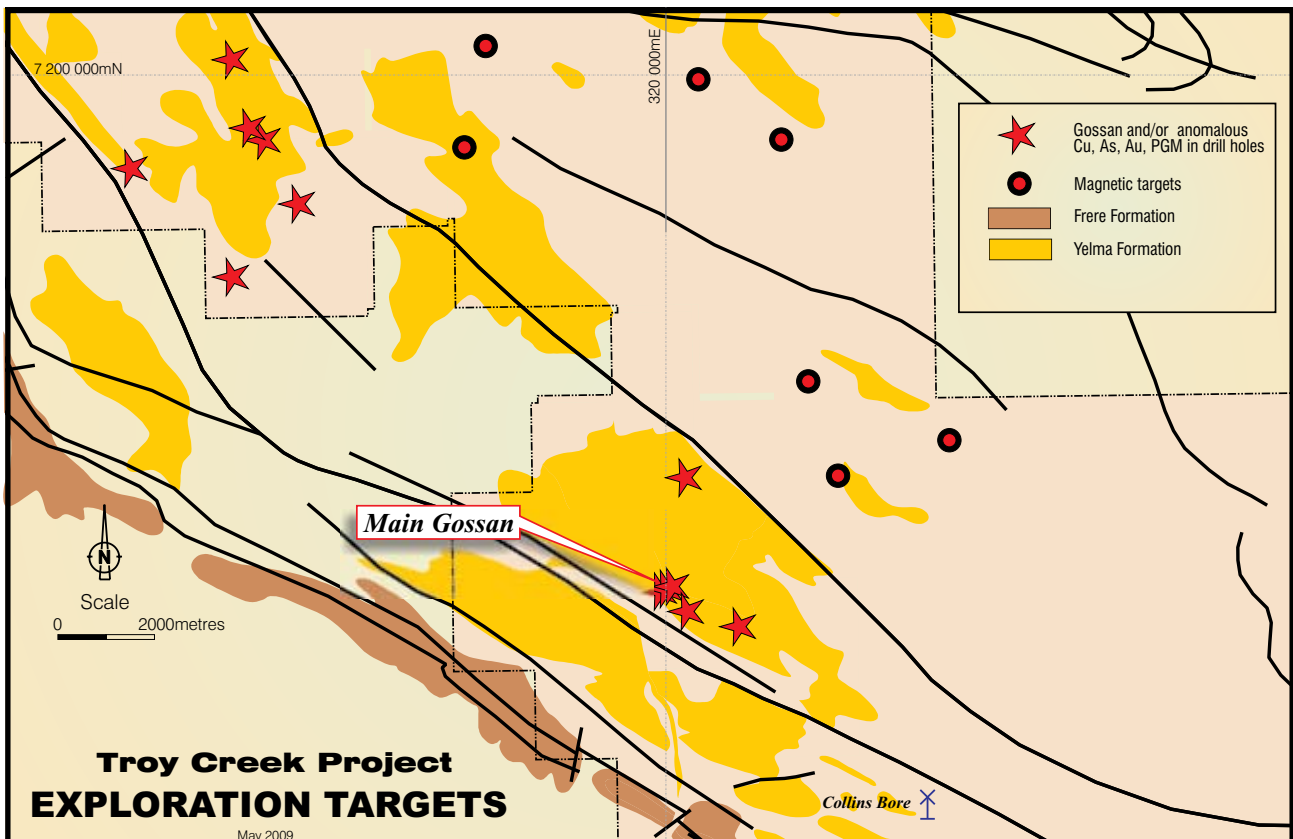 7 200 000mN
320 000mE
Gossan and/or anomalous
Cu, As, Au, PGM in drill holes
Magnetic targets
Frere Formation
Yelma Formation
Main Gossan
N
Scale
0 2000metres
Troy Creek Project
EXPLORATION TARGETS
May 2009
Collins Bore